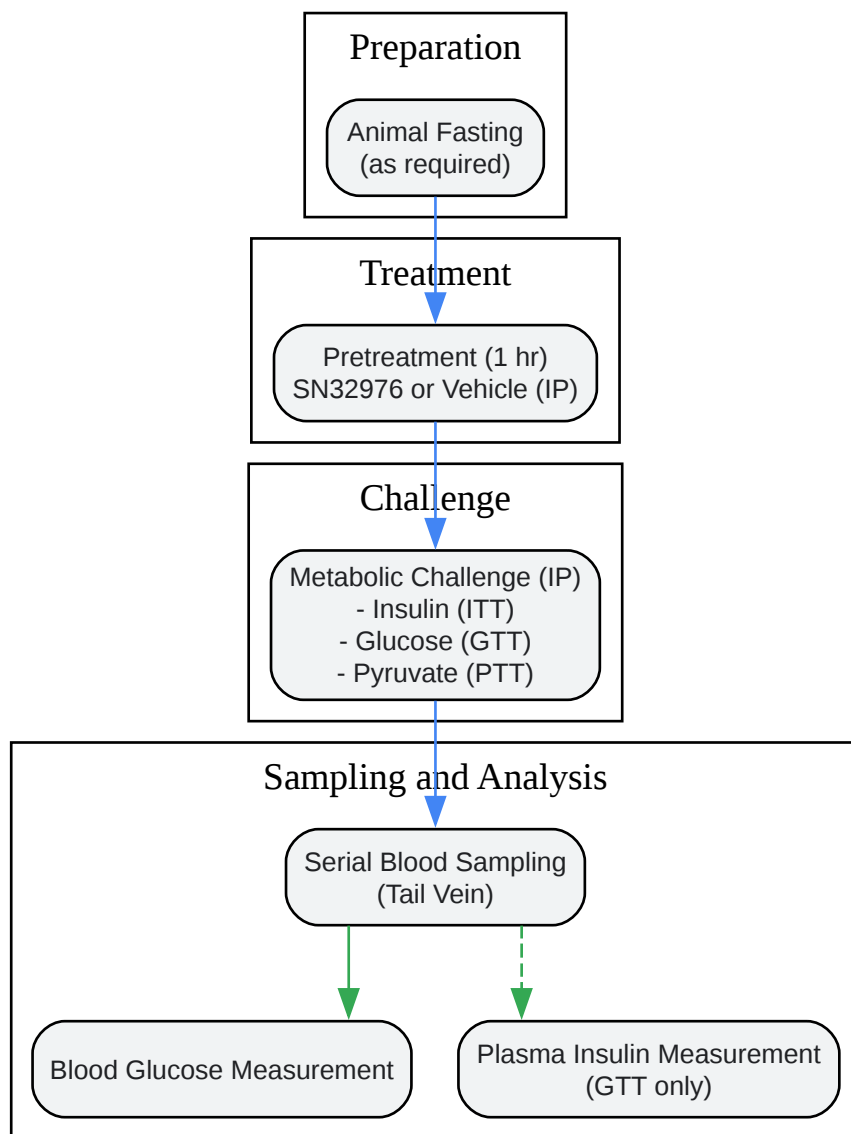 Preparation
Animal Fasting
(as required)
Treatment
Pretreatment (1 hr)
SN32976 or Vehicle (IP)
Challenge
Metabolic Challenge (IP)
- Insulin (ITT)
- Glucose (GTT)
- Pyruvate (PTT)
Sampling and Analysis
Serial Blood Sampling
(Tail Vein)
Blood Glucose Measurement
Plasma Insulin Measurement
(GTT only)